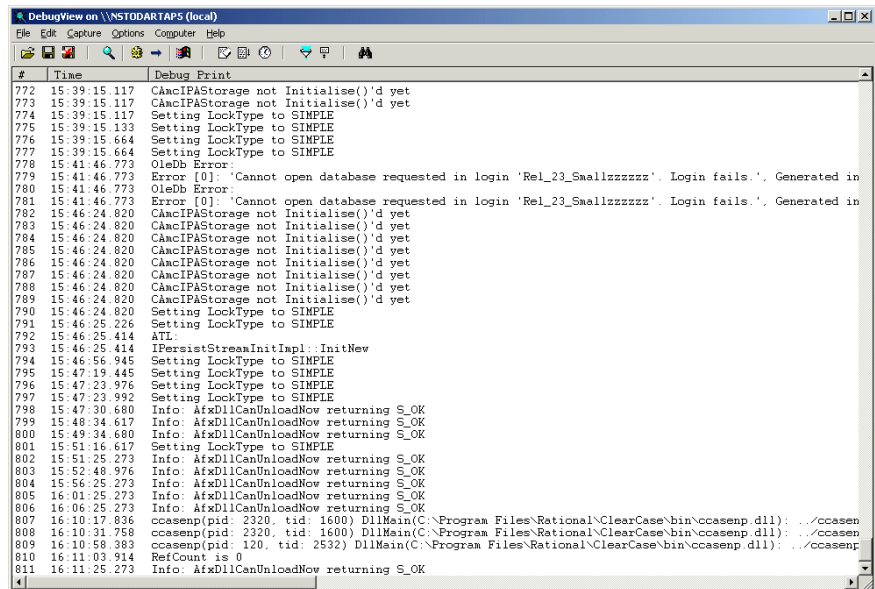 DebugView on \\NSTODARTAP5 (local)
File Edit Capture Options Computer Help
# Time Debug Print
772 15:39:15.117 CAmcIPAStorage not Initialise()'d yet
773 15:39:15.117 CAmcIPAStorage not Initialise()'d yet
774 15:39:15.117 Setting LockType to SIMPLE
775 15:39:15.133 Setting LockType to SIMPLE
776 15:39:15.664 Setting LockType to SIMPLE
777 15:39:15.664 Setting LockType to SIMPLE
778 15:41:46.773 OleDb Error:
779 15:41:46.773 Error [0]: 'Cannot open database requested in login 'Rel_23_Smallzzzzzz'. Login fails.', Generated in
780 15:41:46.773 OleDb Error:
781 15:41:46.773 Error [0]: 'Cannot open database requested in login 'Rel_23_Smallzzzzzz'. Login fails.', Generated in
782 15:46:24.820 CAmcIPAStorage not Initialise()'d yet
783 15:46:24.820 CAmcIPAStorage not Initialise()'d yet
784 15:46:24.820 CAmcIPAStorage not Initialise()'d yet
785 15:46:24.820 CAmcIPAStorage not Initialise()'d yet
786 15:46:24.820 CAmcIPAStorage not Initialise()'d yet
787 15:46:24.820 CAmcIPAStorage not Initialise()'d yet
788 15:46:24.820 CAmcIPAStorage not Initialise()'d yet
789 15:46:24.820 CAmcIPAStorage not Initialise()'d yet
790 15:46:24.820 Setting LockType to SIMPLE
791 15:46:25.226 Setting LockType to SIMPLE
792 15:46:25.414 ATL:
793 15:46:25.414 IPersistStreamInitImpl::InitNew
794 15:46:56.945 Setting LockType to SIMPLE
795 15:47:19.445 Setting LockType to SIMPLE
796 15:47:23.976 Setting LockType to SIMPLE
797 15:47:23.992 Setting LockType to SIMPLE
798 15:47:30.680 Info: AfxDllCanUnloadNow returning S_OK
799 15:48:34.617 Info: AfxDllCanUnloadNow returning S_OK
800 15:49:34.680 Info: AfxDllCanUnloadNow returning S_OK
801 15:51:16.617 Setting LockType to SIMPLE
802 15:51:25.273 Info: AfxDllCanUnloadNow returning S_OK
803 15:52:48.976 Info: AfxDllCanUnloadNow returning S_OK
804 15:56:25.273 Info: AfxDllCanUnloadNow returning S_OK
805 16:01:25.273 Info: AfxDllCanUnloadNow returning S_OK
806 16:06:25.273 Info: AfxDllCanUnloadNow returning S_OK
807 16:10:17.836 ccasenp(pid: 2320, tid: 1600) DllMain(C:\Program Files\Rational\ClearCase\bin\ccasenp.dll): ../ccasen
808 16:10:31.758 ccasenp(pid: 2320, tid: 1600) DllMain(C:\Program Files\Rational\ClearCase\bin\ccasenp.dll): ../ccasen
809 16:10:58.383 ccasenp(pid: 120, tid: 2532) DllMain(C:\Program Files\Rational\ClearCase\bin\ccasenp.dll): ../ccasenp
810 16:11:03.914 RefCount is 0
811 16:11:25.273 Info: AfxDllCanUnloadNow returning S_OK